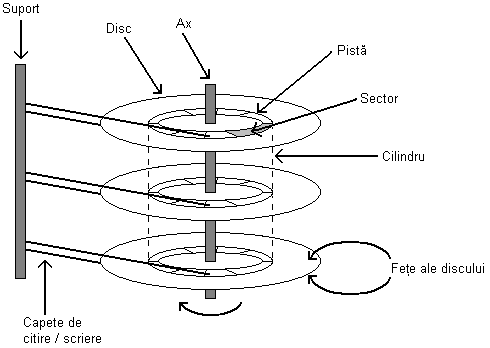 Suport
Disc
Ax
Pistă
Sector
Cilindru
Fețe ale discului
Capete de
citire / scriere